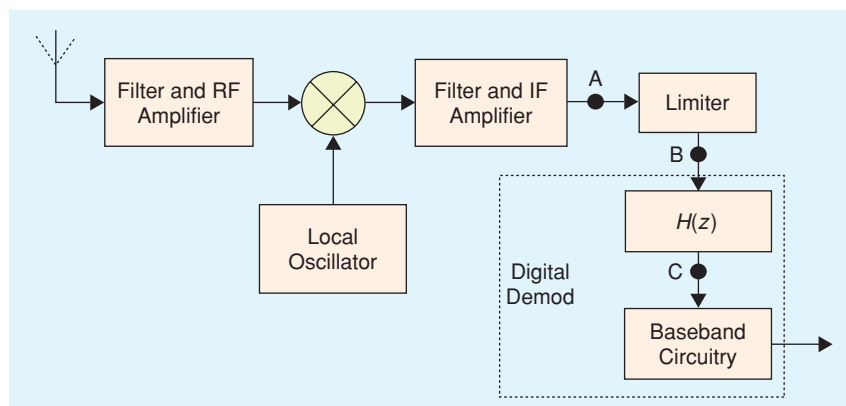 Filter and RF
Amplifier
Filter and IF
Amplifier
A
Limiter
B
Local
Oscillator
H(z)
C
Digital
Demod
Baseband
Circuitry